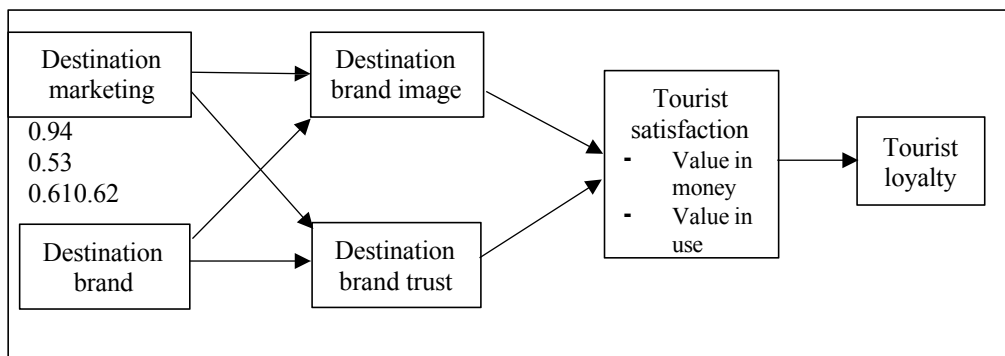 Destination
marketing
0.94
0.53
0.610.62
Destination
brand
Destination
brand image
Destination
brand trust
Tourist
satisfaction
- Value in
money
- Value in
use
Tourist
loyalty